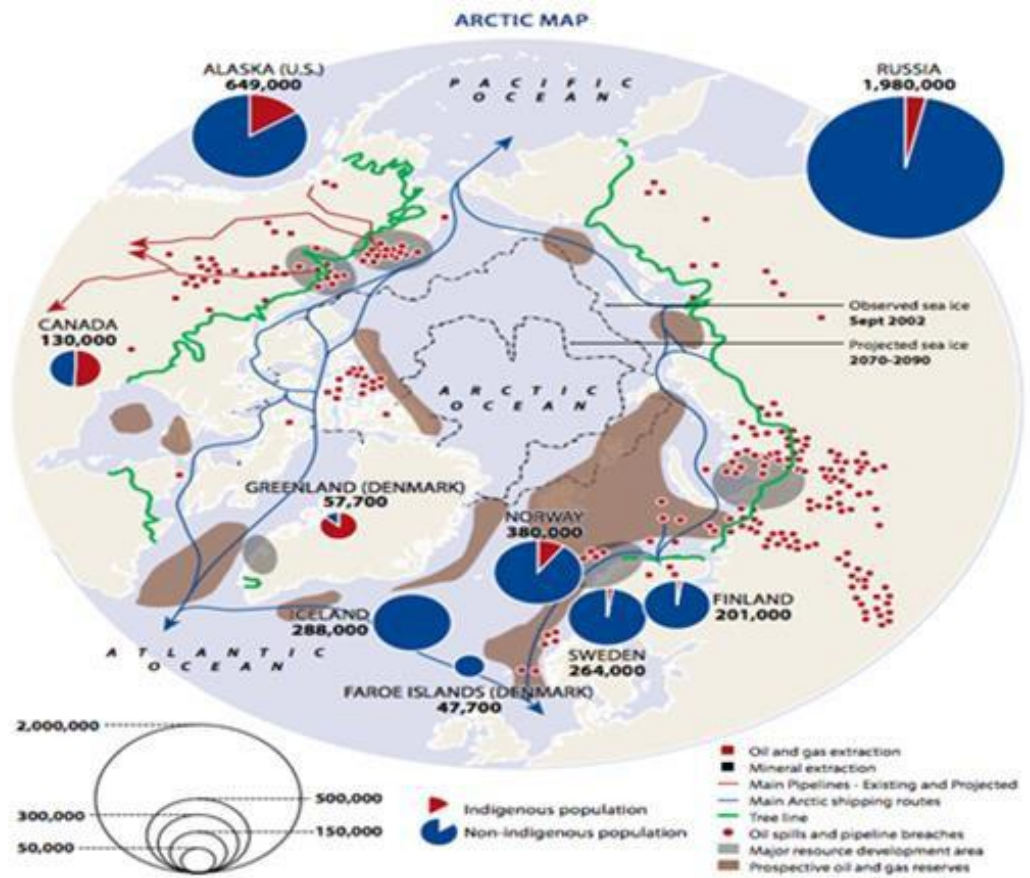 ARCTIC MAP
ALASKA (U.S.)
649,000
PACIFIC
OCEAN
RUSSIA
1,980,000
CANADA
130,000
Observed sea ice
Sept 2002
Projected sea ice
2070-2090
ARCTIC
OCEAN
GREENLAND (DENMARK)
57,700
NORWAY
380,000
ICELAND
288,000
FINLAND
201,000
SWEDEN
264,000
ATLANTIC
OCEAN
FAROE ISLANDS (DENMARK)
47,700
2,000,000
500,000
300,000
150,000
50,000
Indigenous population
Non-indigenous population
Oil and gas extraction
Mineral extraction
Main Pipelines - Existing and Projected
Main Arctic shipping routes
Tree line
Oil spills and pipeline breaches
Major resource development area
Prospective oil and gas reserves